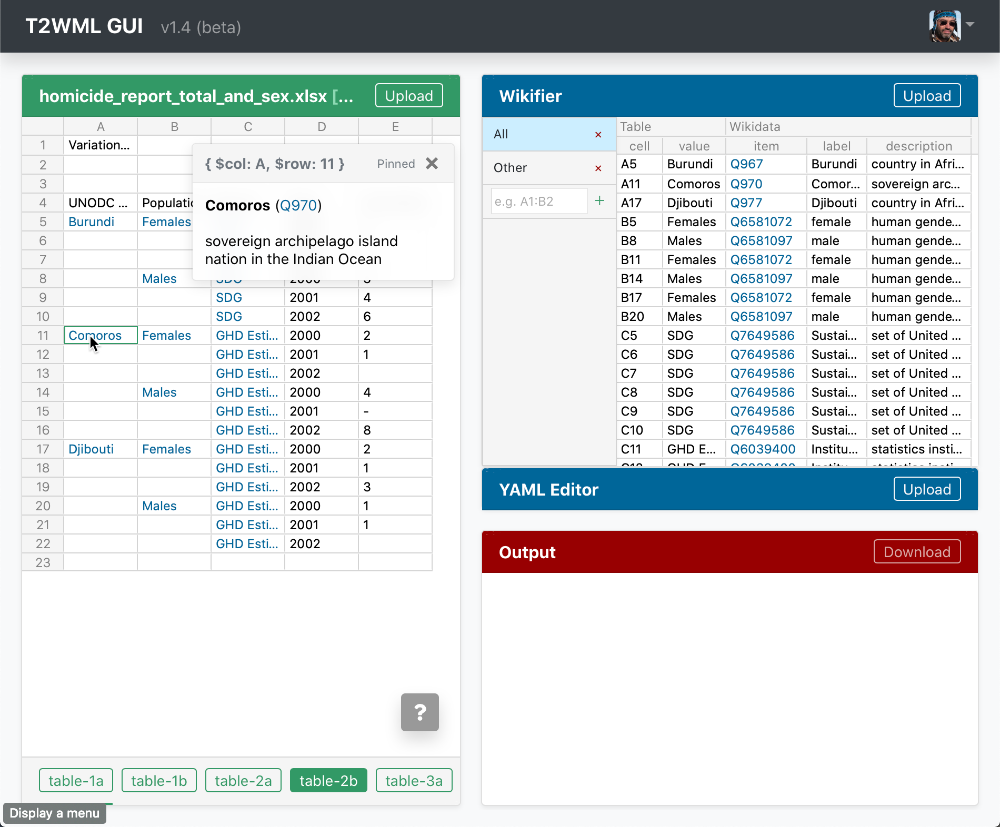 T2WML GUI v1.4 (beta)
homicide_report_total_and_sex.xlsx [... Upload
A B C D E
1 Variation...
2
3
4 UNODC ...
5 Burundi Females
6
7
8 Males SDG 2000
9 SDG 2001 4
10 SDG 2002 6
11 Comoros Females GHD Esti... 2000 2
12 GHD Esti... 2001 1
13 GHD Esti... 2002
14 Males GHD Esti... 2000 4
15 GHD Esti... 2001 -
16 GHD Esti... 2002 8
17 Djibouti Females GHD Esti... 2000 2
18 GHD Esti... 2001 1
19 GHD Esti... 2002 3
20 Males GHD Esti... 2000 1
21 GHD Esti... 2001 1
22 GHD Esti... 2002
23
{ $col: A, $row: 11 } Pinned
Comoros (Q970)
sovereign archipelago island
nation in the Indian Ocean
?
table-1a table-1b table-2a table-2b table-3a
Display a menu
Wikifier Upload
All ×
Other ×
e.g. A1:B2 +
Table Wikidata
cell value item label description
A5 Burundi Q967 Burundi country in Afri...
A11 Comoros Q970 Comor... sovereign arc...
A17 Djibouti Q977 Djibouti country in Afri...
B5 Females Q6581072 female human gende...
B8 Males Q6581097 male human gende...
B11 Females Q6581072 female human gende...
B14 Males Q6581097 male human gende...
B17 Females Q6581072 female human gende...
B20 Males Q6581097 male human gende...
C5 SDG Q7649586 Sustai... set of United ...
C6 SDG Q7649586 Sustai... set of United ...
C7 SDG Q7649586 Sustai... set of United ...
C8 SDG Q7649586 Sustai... set of United ...
C9 SDG Q7649586 Sustai... set of United ...
C10 SDG Q7649586 Sustai... set of United ...
C11 GHD E... Q6039400 Institu... statistics insti...
YAML Editor Upload
Output Download